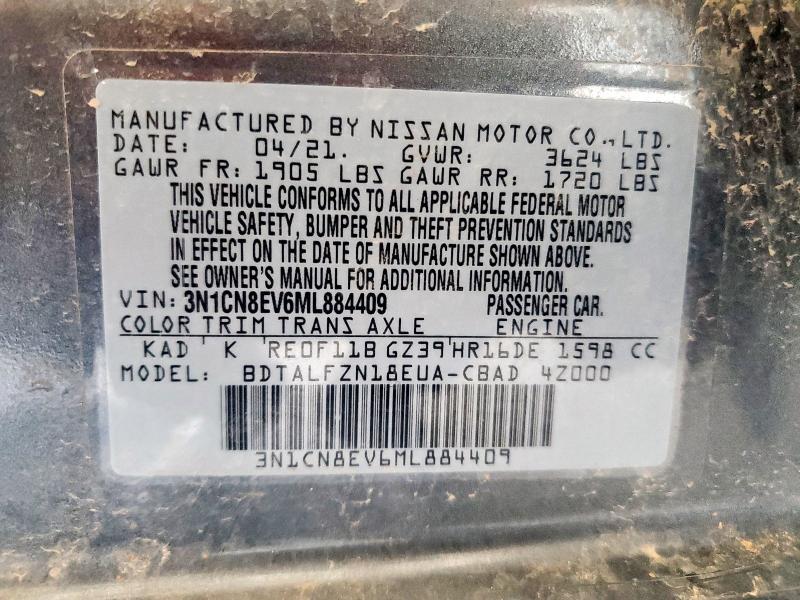 MANUFACTURED BY NISSAN MOTOR CO., LTD.
DATE: 04/21. GVWR: 3624 LBS
GAWR FR: 1905 LBS GAWR RR: 1720 LBS
THIS VEHICLE CONFORMS TO ALL APPLICABLE FEDERAL MOTOR
VEHICLE SAFETY, BUMPER AND THEFT PREVENTION STANDARDS
IN EFFECT ON THE DATE OF MANUFACTURE SHOWN ABOVE.
SEE OWNER'S MANUAL FOR ADDITIONAL INFORMATION.
VIN: 3N1CN8EV6ML884409 PASSENGER CAR.
COLOR TRIM TRANS AXLE ENGINE
KAD K RE0F11B GZ39 HR16DE 1598 CC
MODEL: BDTALFZN18EUA-CBAD 4Z000
3N1CN8EV6ML884409